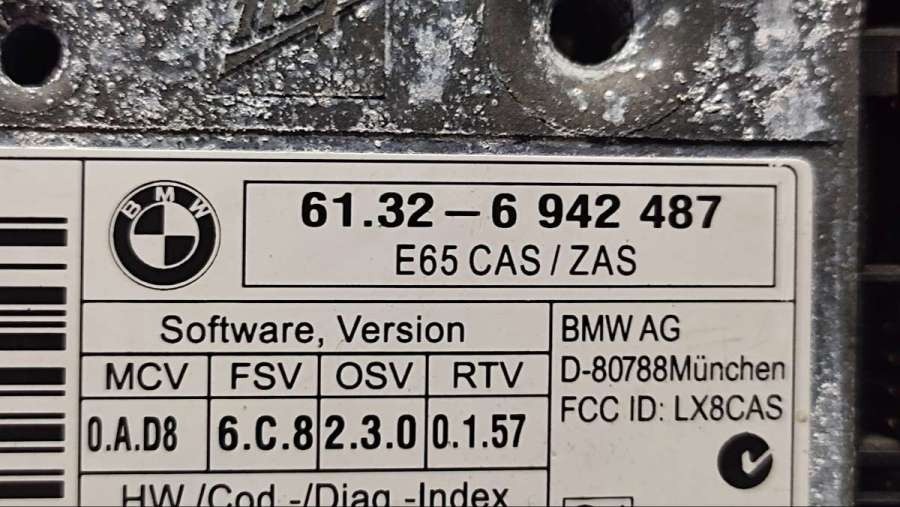 BMW
61.32-6 942 487
E65 CAS / ZAS
Software, Version
MCV FSV OSV RTV
0.A.D8 6.C.8 2.3.0 0.1.57
BMW AG
D-80788München
FCC ID: LX8CAS
HW /Cod.-/Diag.-Index